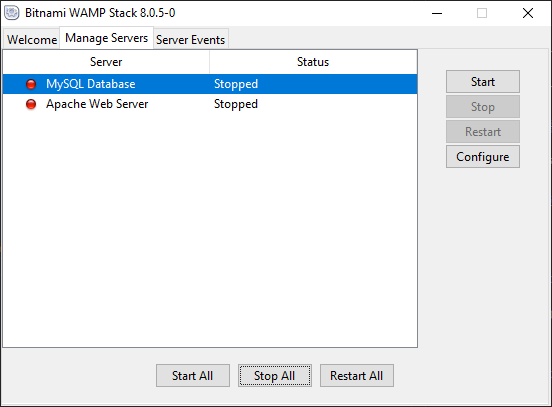 Bitnami WAMP Stack 8.0.5-0
Welcome Manage Servers Server Events
Server Status
MySQL Database Stopped
Apache Web Server Stopped
Start
Stop
Restart
Configure
Start All Stop All Restart All